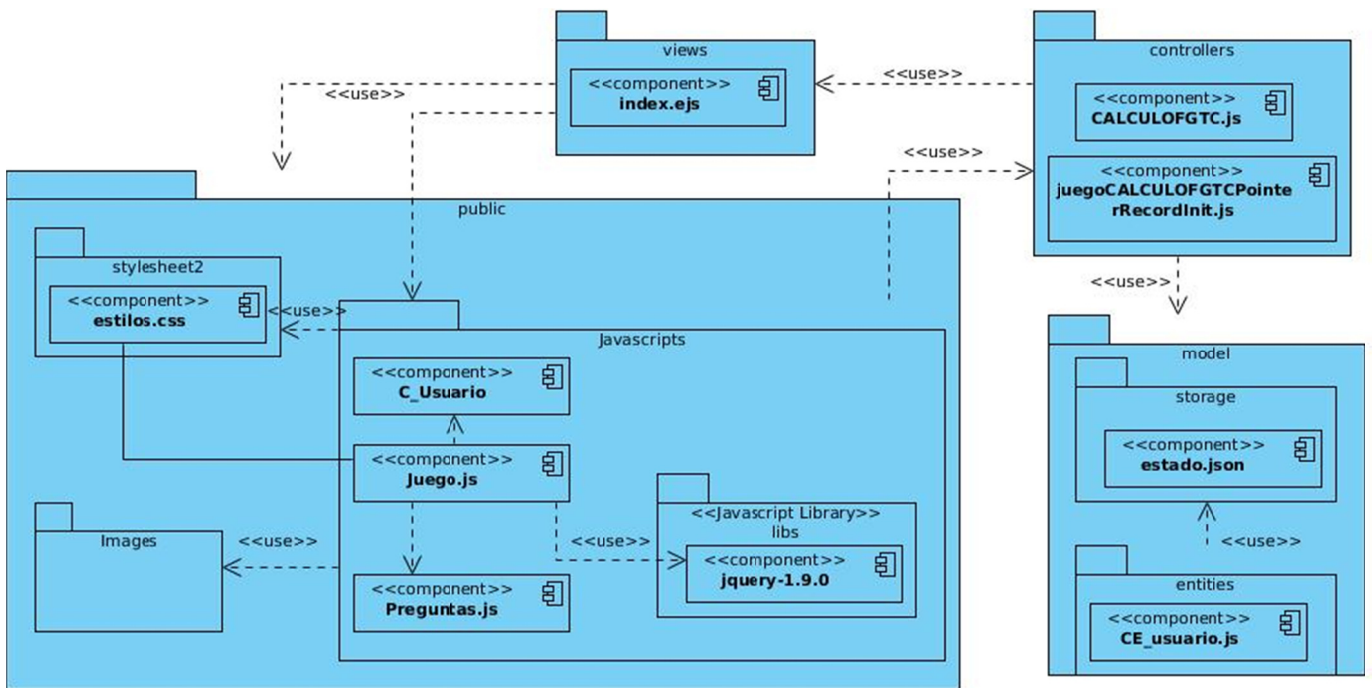 views
<<component>>
index.ejs
<<use>>
<<use>>
controllers
<<component>>
CALCULOFGTC.js
<<component>>
juegoCALCULOFGTCPointe
rRecordInit.js
<<use>>
<<use>>
public
stylesheet2
<<component>>
estilos.css
<<use>>
Javascripts
<<component>>
C_Usuario
<<component>>
Juego.js
<<component>>
Preguntas.js
<<use>>
<<Javascript Library>>
libs
<<component>>
jquery-1.9.0
Images
<<use>>
model
storage
<<component>>
estado.json
<<use>>
entities
<<component>>
CE_usuario.js